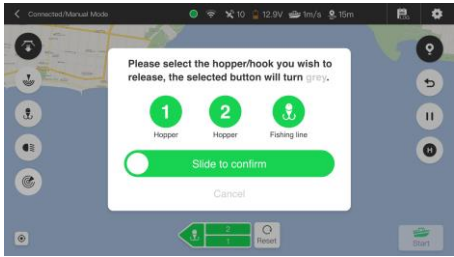 Connected/Manual Mode
10
12.9V
1m/s
15m
Please select the hopper/hook you wish to
release, the selected button will turn grey.
1
2
Hopper
Hopper
Fishing line
Slide to confirm
Cancel
H
2
1
Reset
Start